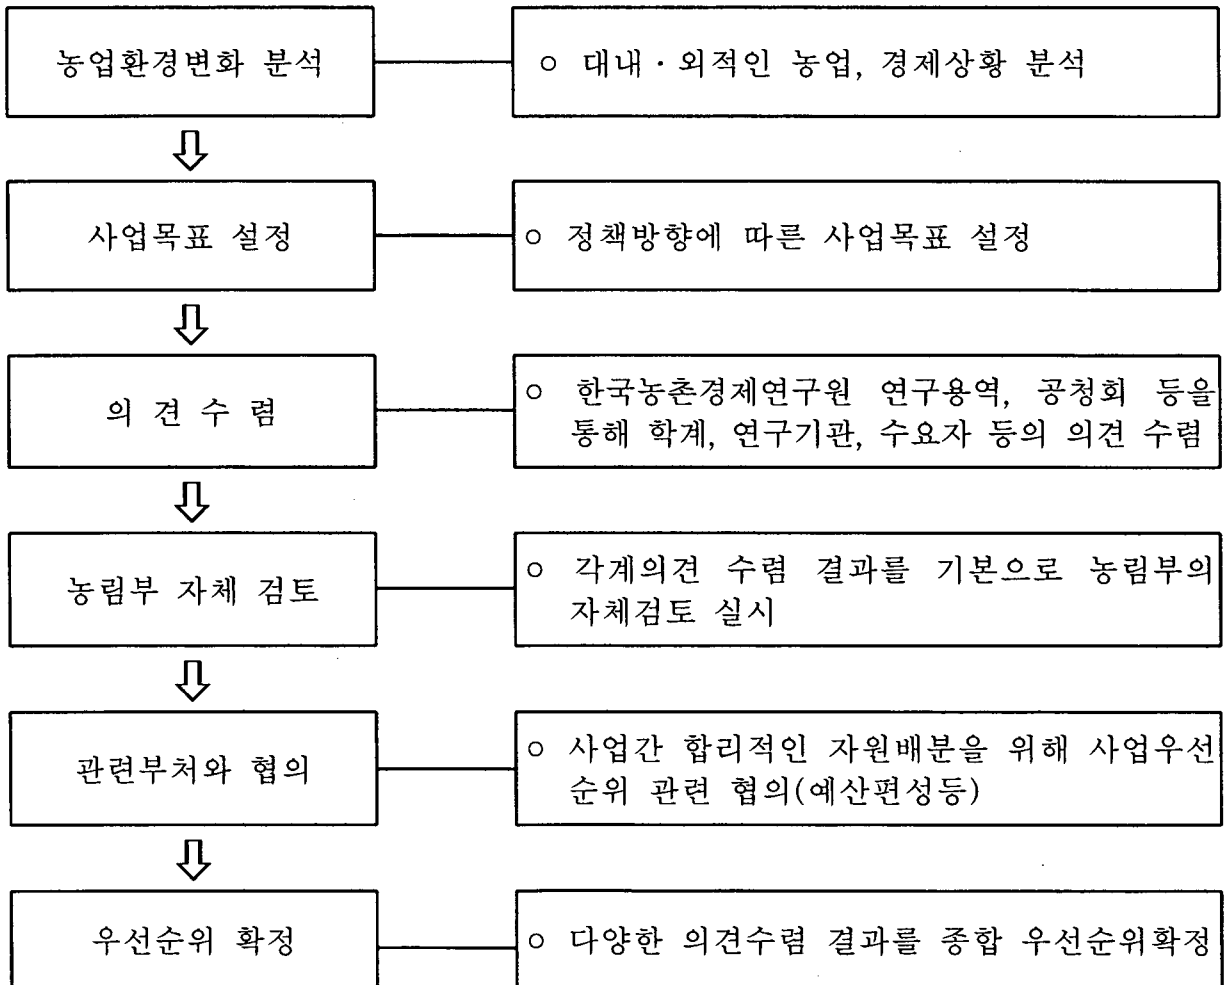 농업환경변화 분석
○ 대내·외적인 농업, 경제상황 분석
사업목표 설정
○ 정책방향에 따른 사업목표 설정
의 견 수 렴
○ 한국농촌경제연구원 연구용역, 공청회 등을
통해 학계, 연구기관, 수요자 등의 의견 수렴
농림부 자체 검토
○ 각계의견 수렴 결과를 기본으로 농림부의
자체검토 실시
관련부처와 협의
○ 사업간 합리적인 자원배분을 위해 사업우선
순위 관련 협의(예산편성등)
우선순위 확정
○ 다양한 의견수렴 결과를 종합 우선순위확정